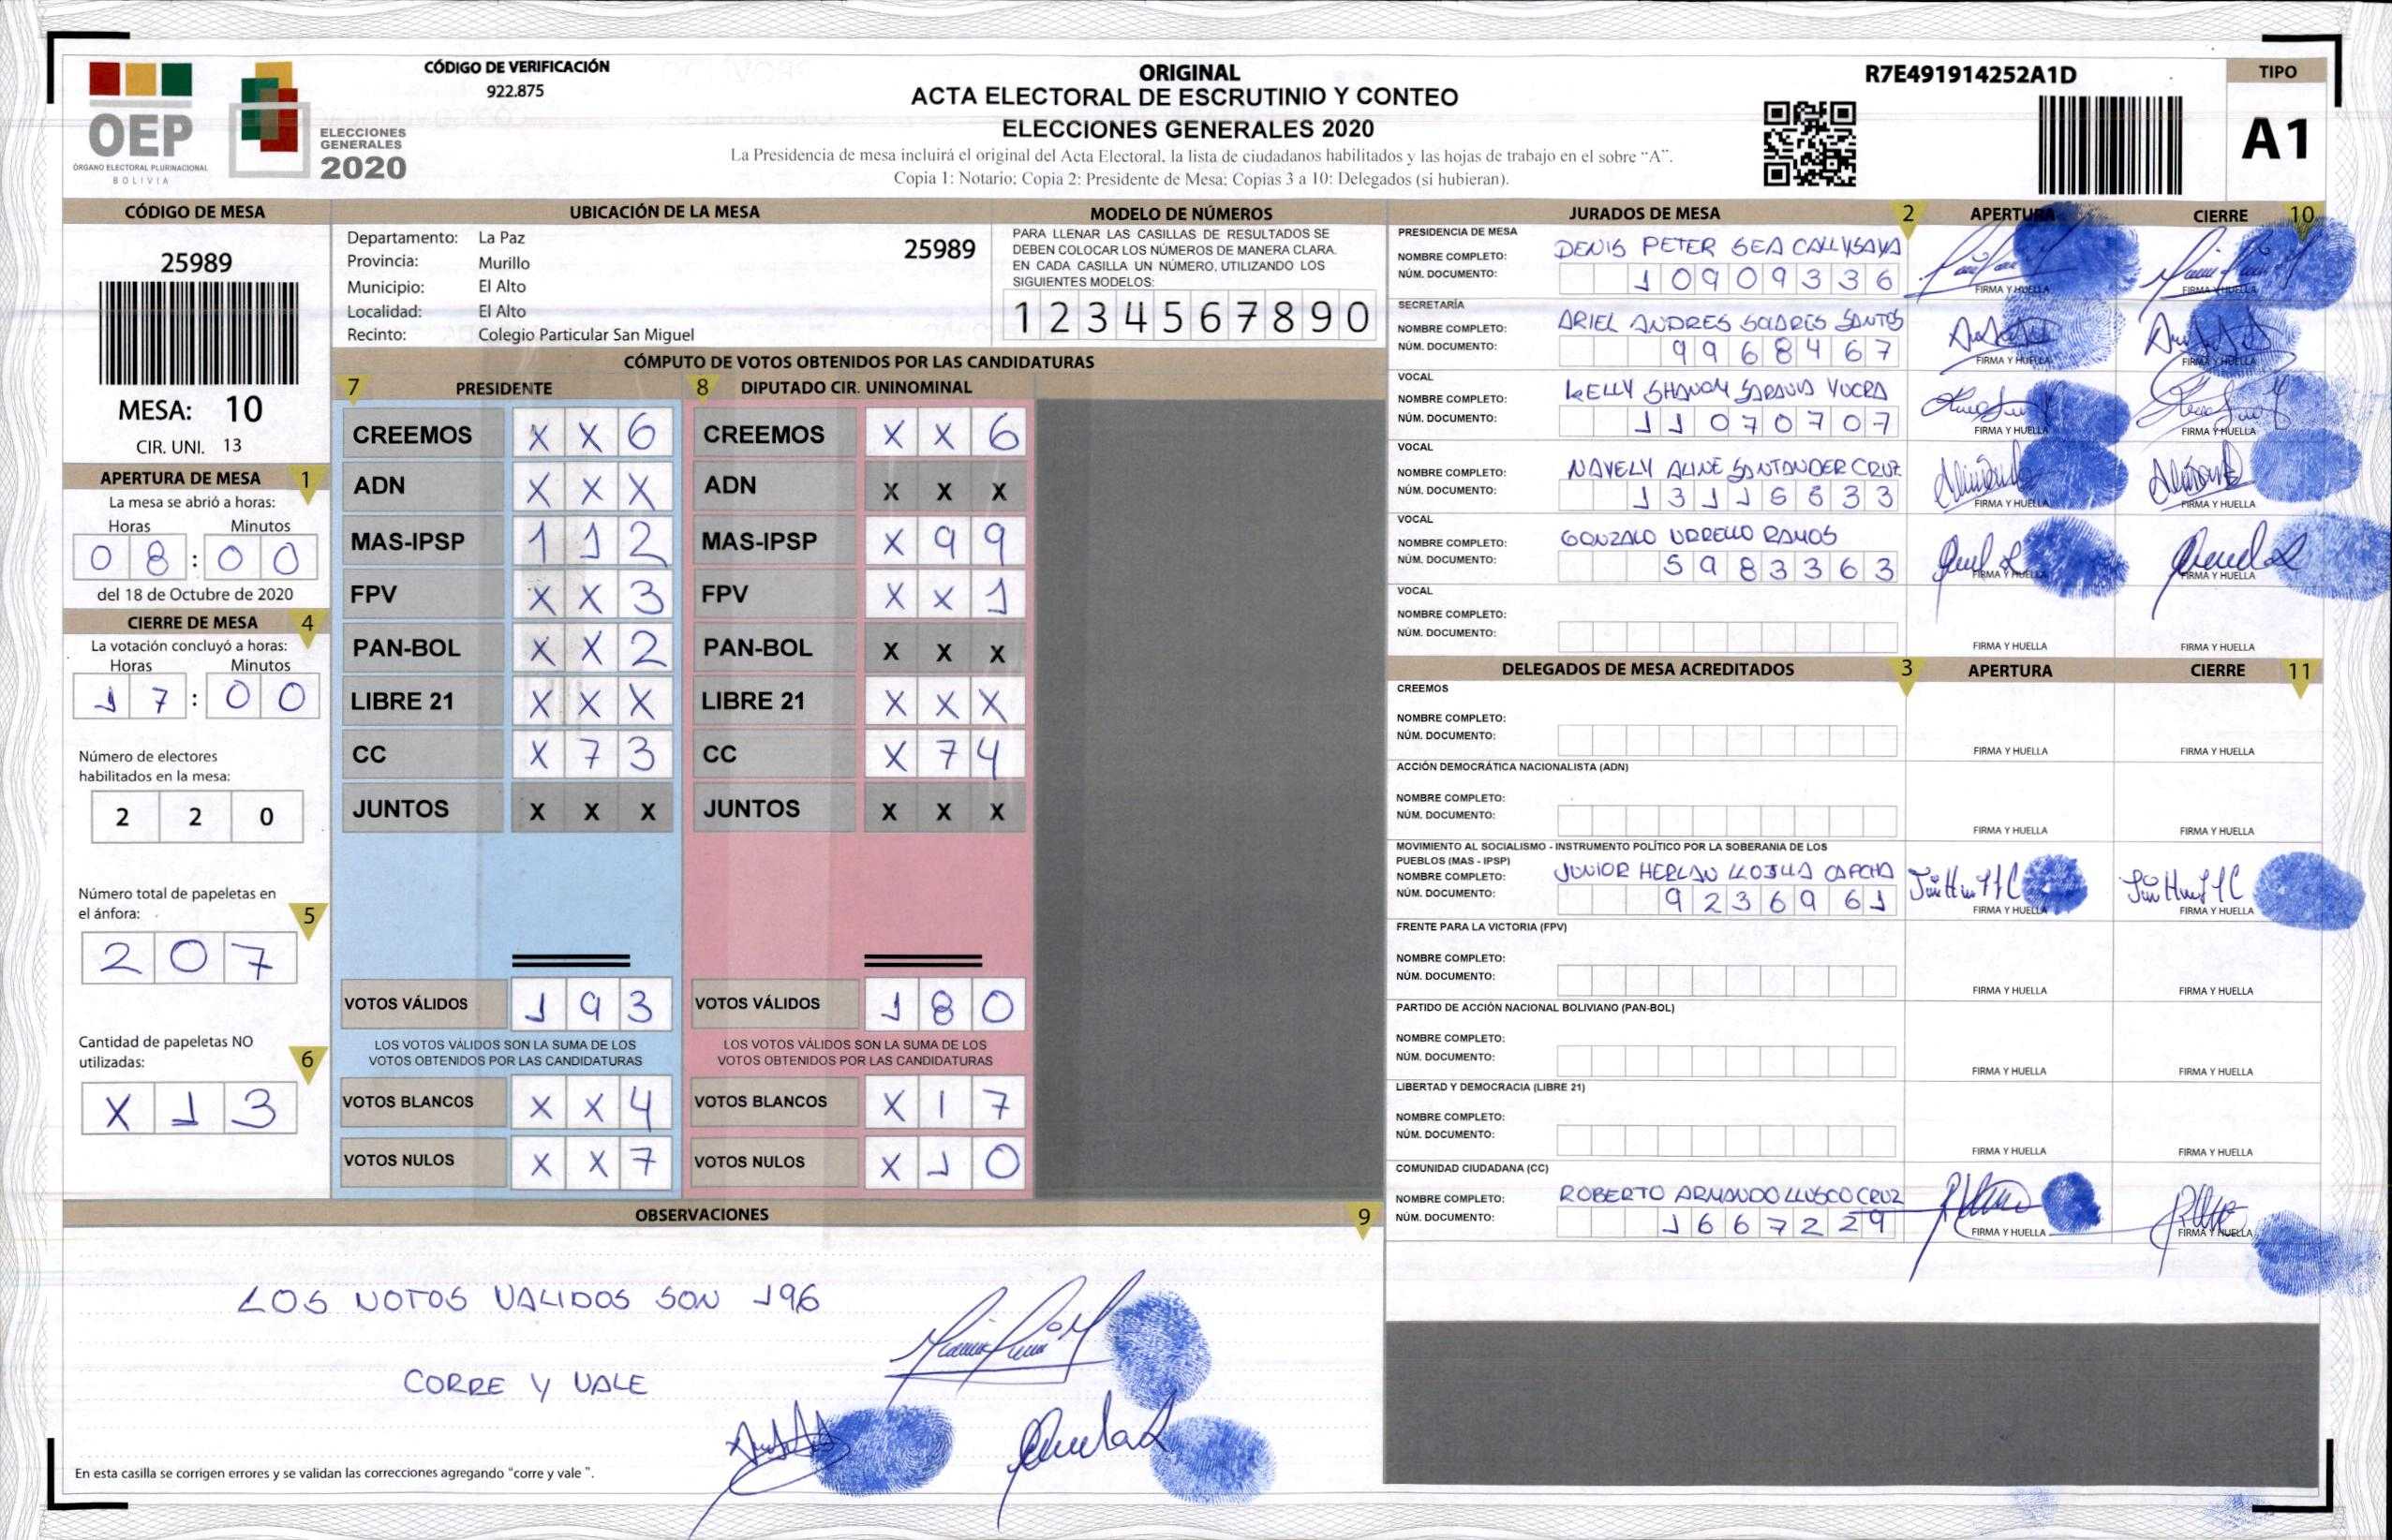 CÓDIGO DE VERIFICACIÓN
922.875
OEP
ÓRGANO ELECTORAL PLURINACIONAL
BOLIVIA
ELECCIONES
GENERALES
2020
ORIGINAL
ACTA ELECTORAL DE ESCRUTINIO Y CONTEO
ELECCIONES GENERALES 2020
La Presidencia de mesa incluirá el original del Acta Electoral, la lista de ciudadanos habilitados y las hojas de trabajo en el sobre “A”.
Copia 1: Notario; Copia 2: Presidente de Mesa; Copias 3 a 10: Delegados (si hubieran).
R7E491914252A1D
TIPO
A1
CÓDIGO DE MESA
25989
MESA: 10
CIR. UNI. 13
APERTURA DE MESA 1
La mesa se abrió a horas:
Horas Minutos
0 8 : 0 0
del 18 de Octubre de 2020
CIERRE DE MESA 4
La votación concluyó a horas:
Horas Minutos
1 7 : 0 0
Número de electores
habilitados en la mesa:
2 2 0
Número total de papeletas en
el ánfora: 5
2 0 7
Cantidad de papeletas NO
utilizadas: 6
X 1 3
UBICACIÓN DE LA MESA
Departamento: La Paz 25989
Provincia: Murillo
Municipio: El Alto
Localidad: El Alto
Recinto: Colegio Particular San Miguel
MODELO DE NÚMEROS
PARA LLENAR LAS CASILLAS DE RESULTADOS SE
DEBEN COLOCAR LOS NÚMEROS DE MANERA CLARA.
EN CADA CASILLA UN NÚMERO, UTILIZANDO LOS
SIGUIENTES MODELOS:
1 2 3 4 5 6 7 8 9 0
CÓMPUTO DE VOTOS OBTENIDOS POR LAS CANDIDATURAS
7 PRESIDENTE 8 DIPUTADO CIR. UNINOMINAL
CREEMOS X X 6 CREEMOS X X 6
ADN X X X ADN X X X
MAS-IPSP 1 1 2 MAS-IPSP X 9 9
FPV X X 3 FPV X X 1
PAN-BOL X X 2 PAN-BOL X X X
LIBRE 21 X X X LIBRE 21 X X X
CC X 7 3 CC X 7 4
JUNTOS X X X JUNTOS X X X
VOTOS VÁLIDOS 1 9 3 VOTOS VÁLIDOS 1 8 0
LOS VOTOS VÁLIDOS SON LA SUMA DE LOS LOS VOTOS VÁLIDOS SON LA SUMA DE LOS
VOTOS OBTENIDOS POR LAS CANDIDATURAS VOTOS OBTENIDOS POR LAS CANDIDATURAS
VOTOS BLANCOS X X 4 VOTOS BLANCOS X 1 7
VOTOS NULOS X X 7 VOTOS NULOS X 1 0
OBSERVACIONES 9
LOS VOTOS VALIDOS SON 196
CORRE Y VALE
En esta casilla se corrigen errores y se validan las correcciones agregando “corre y vale ”.
JURADOS DE MESA 2 APERTURA CIERRE 10
PRESIDENCIA DE MESA
NOMBRE COMPLETO: DENIS PETER SEA CALLYSAYA
NÚM. DOCUMENTO: 1 0 9 0 9 3 3 6
FIRMA Y HUELLA FIRMA Y HUELLA
SECRETARÍA
NOMBRE COMPLETO: ARIEL ANDRES SOLARES SANTOS
NÚM. DOCUMENTO: 9 9 6 8 4 6 7
FIRMA Y HUELLA FIRMA Y HUELLA
VOCAL
NOMBRE COMPLETO: KELLY YUCRA
NÚM. DOCUMENTO: 1 1 0 7 0 7 0 7
FIRMA Y HUELLA FIRMA Y HUELLA
VOCAL
NOMBRE COMPLETO: NAVELY ALINE SANTANDER CRUZ
NÚM. DOCUMENTO: 1 3 1 1 6 6 3 3
FIRMA Y HUELLA FIRMA Y HUELLA
VOCAL
NOMBRE COMPLETO: GONZALO URRELLO RAMOS
NÚM. DOCUMENTO: 5 9 8 3 3 6 3
FIRMA Y HUELLA FIRMA Y HUELLA
VOCAL
NOMBRE COMPLETO:
NÚM. DOCUMENTO:
FIRMA Y HUELLA FIRMA Y HUELLA
DELEGADOS DE MESA ACREDITADOS 3 APERTURA CIERRE 11
CREEMOS
NOMBRE COMPLETO:
NÚM. DOCUMENTO:
FIRMA Y HUELLA FIRMA Y HUELLA
ACCIÓN DEMOCRÁTICA NACIONALISTA (ADN)
NOMBRE COMPLETO:
NÚM. DOCUMENTO:
FIRMA Y HUELLA FIRMA Y HUELLA
MOVIMIENTO AL SOCIALISMO - INSTRUMENTO POLÍTICO POR LA SOBERANIA DE LOS
PUEBLOS (MAS - IPSP)
NOMBRE COMPLETO: JUNIOR HERLAN
NÚM. DOCUMENTO: 9 2 3 6 9 6 1
FIRMA Y HUELLA FIRMA Y HUELLA
FRENTE PARA LA VICTORIA (FPV)
NOMBRE COMPLETO:
NÚM. DOCUMENTO:
FIRMA Y HUELLA FIRMA Y HUELLA
PARTIDO DE ACCIÓN NACIONAL BOLIVIANO (PAN-BOL)
NOMBRE COMPLETO:
NÚM. DOCUMENTO:
FIRMA Y HUELLA FIRMA Y HUELLA
LIBERTAD Y DEMOCRACIA (LIBRE 21)
NOMBRE COMPLETO:
NÚM. DOCUMENTO:
FIRMA Y HUELLA FIRMA Y HUELLA
COMUNIDAD CIUDADANA (CC)
NOMBRE COMPLETO: ROBERTO ARMANDO LLUSCO CRUZ
NÚM. DOCUMENTO: 1 6 6 7 2 2 9
FIRMA Y HUELLA FIRMA Y HUELLA